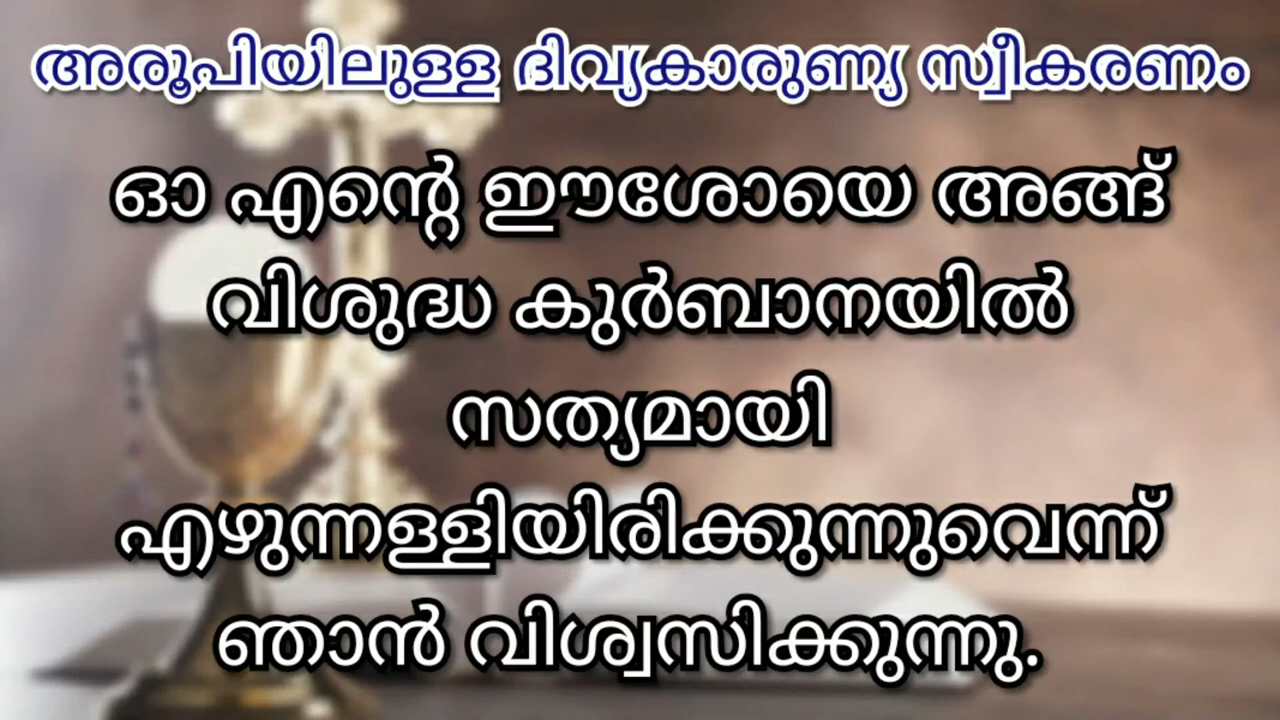 അരൂപിയിലുള്ള ദിവ്യകാരുണ്യ സ്വീകരണം
ഓ എന്റെ ഈശോയെ അങ്ങ്
വിശുദ്ധ കുർബാനയിൽ
സത്യമായി
എഴുന്നള്ളിയിരിക്കുന്നുവെന്ന്
ഞാൻ വിശ്വസിക്കുന്നു.